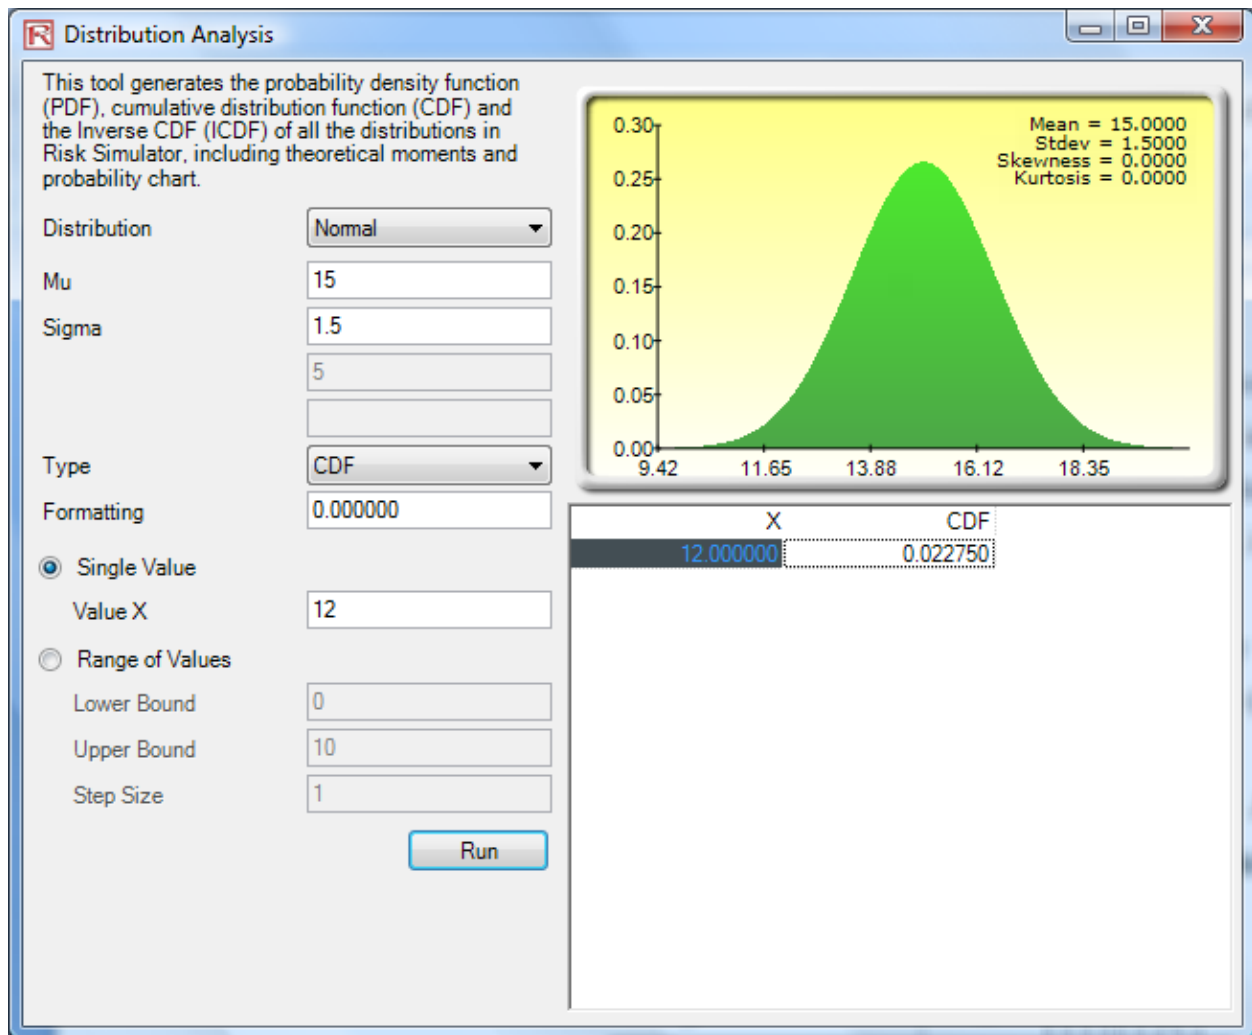 Distribution Analysis
This tool generates the probability density function
(PDF), cumulative distribution function (CDF) and
the Inverse CDF (ICDF) of all the distributions in
Risk Simulator, including theoretical moments and
probability chart.
Distribution Normal
Mu 15
Sigma 1.5
5
Type CDF
Formatting 0.000000
Single Value
Value X 12
Range of Values
Lower Bound 0
Upper Bound 10
Step Size 1
Run
Mean = 15.0000
Stdev = 1.5000
Skewness = 0.0000
Kurtosis = 0.0000
0.30
0.25
0.20
0.15
0.10
0.05
0.00
9.42 11.65 13.88 16.12 18.35
X CDF
12.000000 0.022750